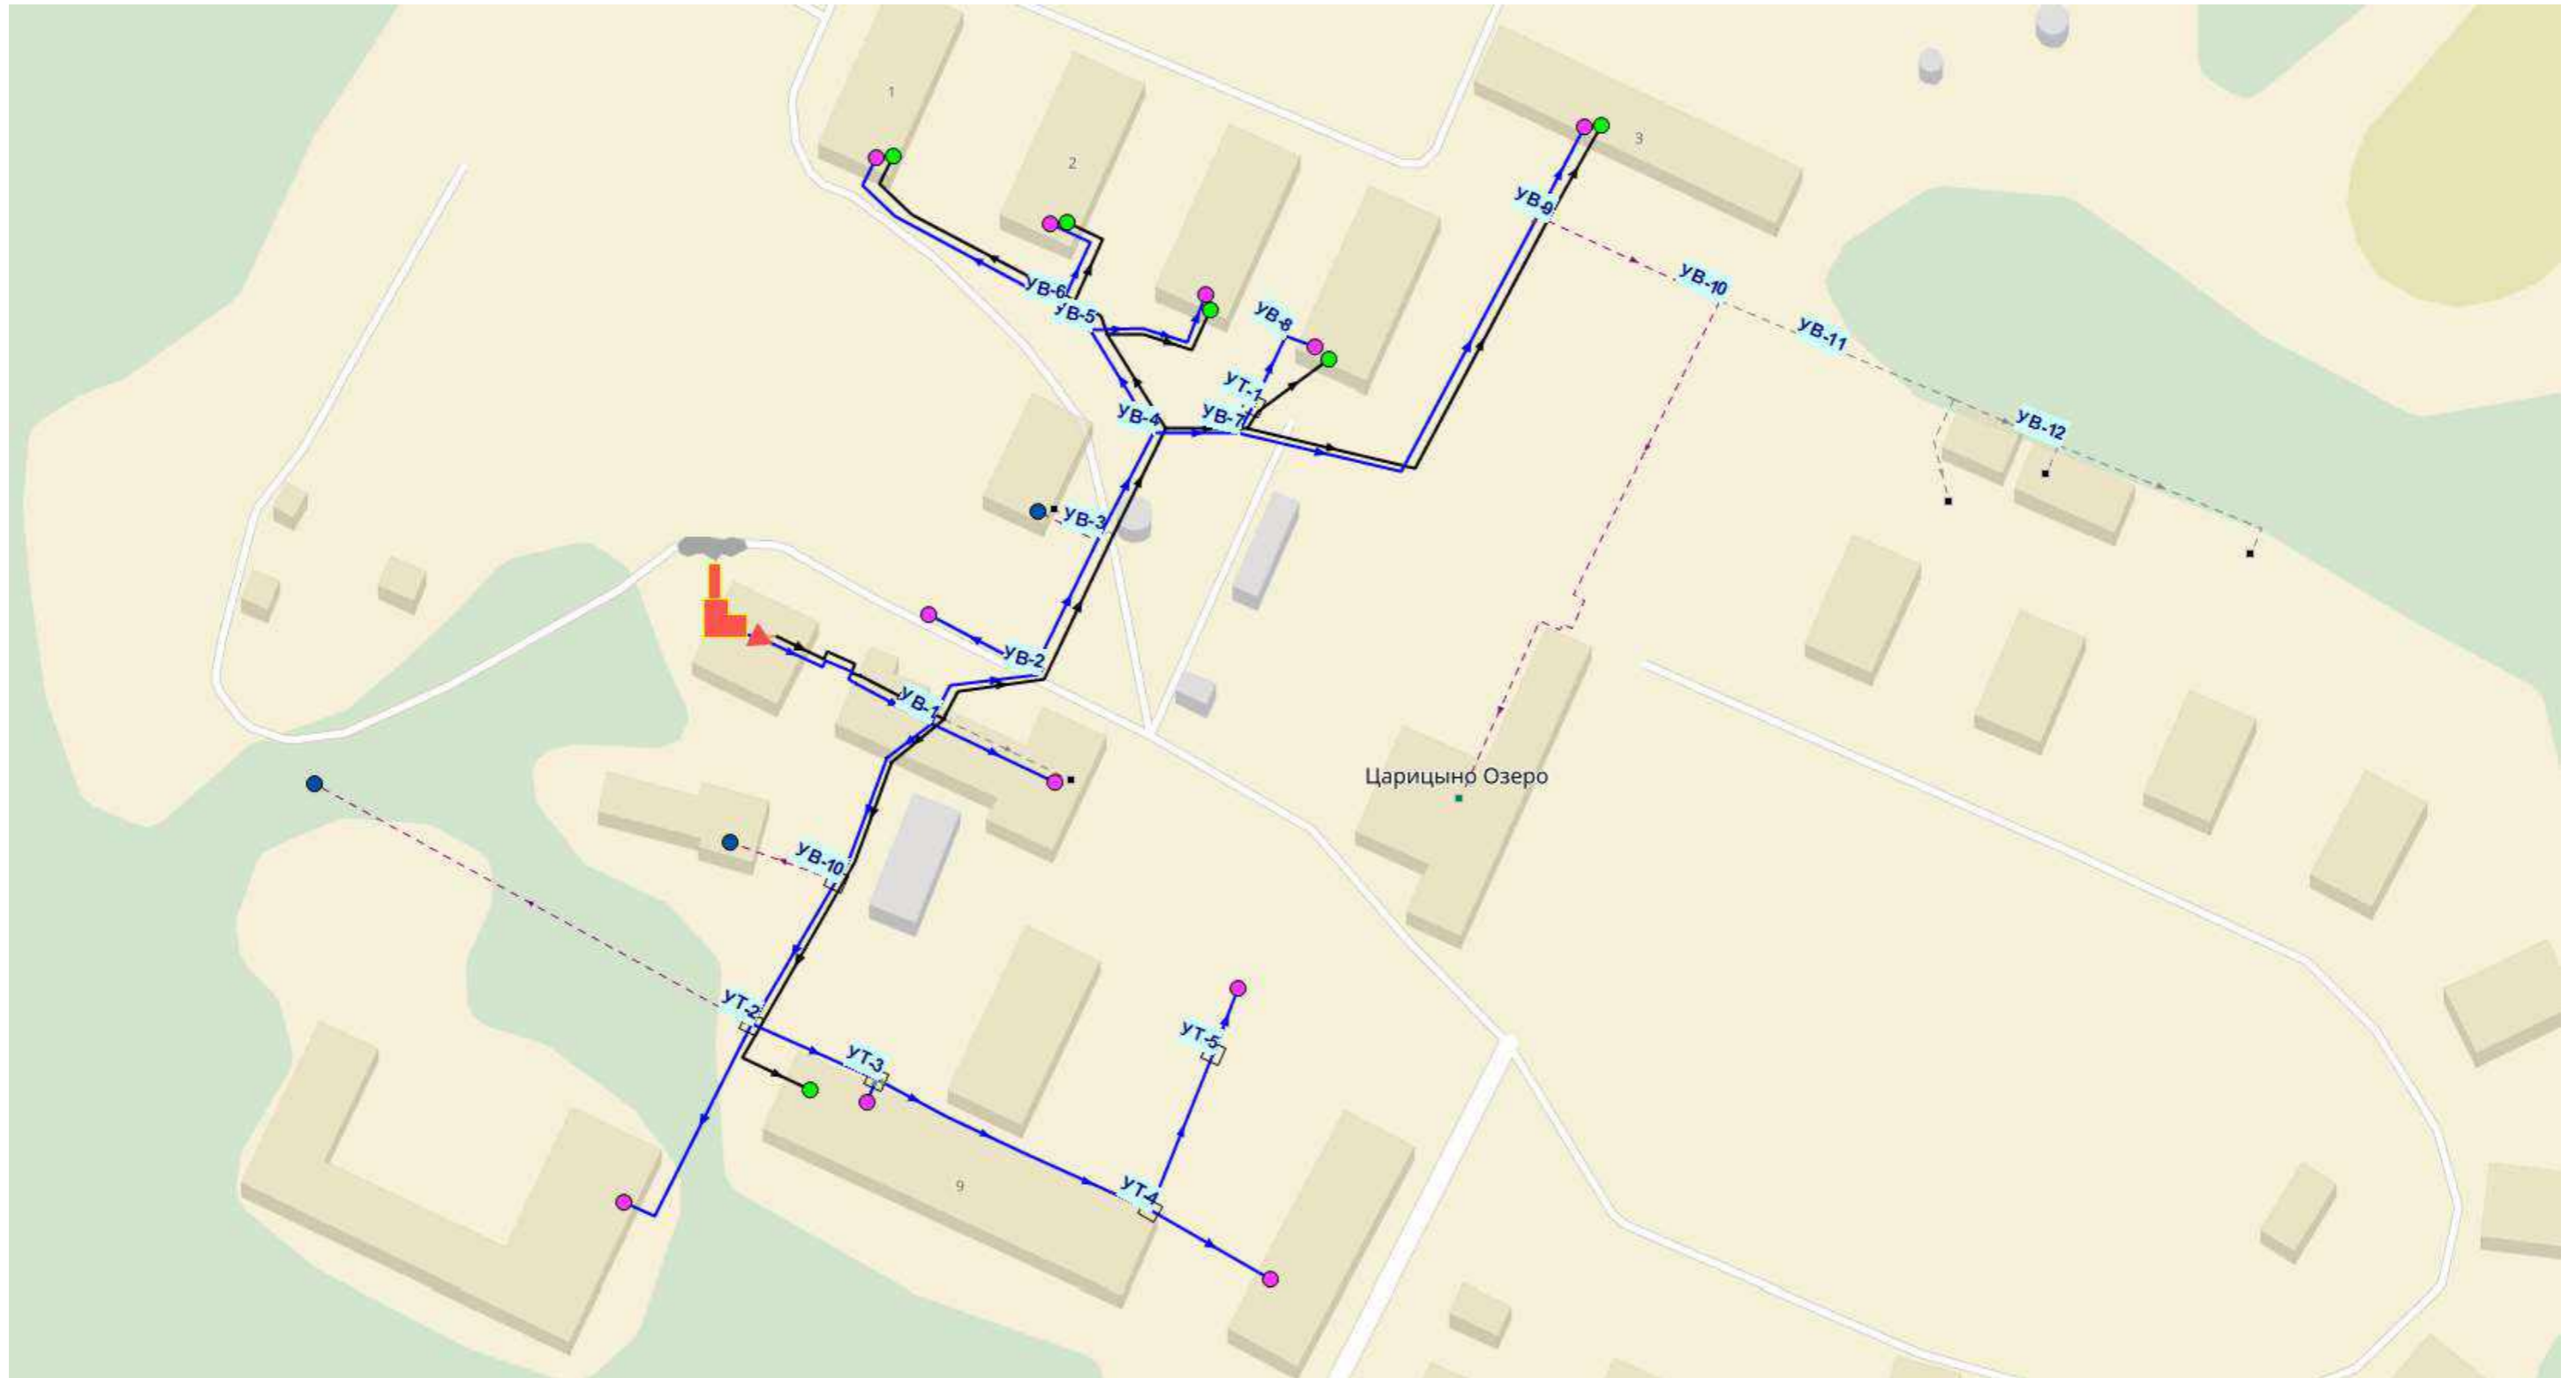 1
2
3
УВ-9
УВ-10
УВ-6
УВ-5
УВ-8
УВ-11
УТ-1
УВ-4
УВ-7
УВ-12
УВ-3
УВ-2
УВ-1
Царицыно Озеро
УВ-10
УТ-2
УТ-3
УТ-5
УТ-4
9